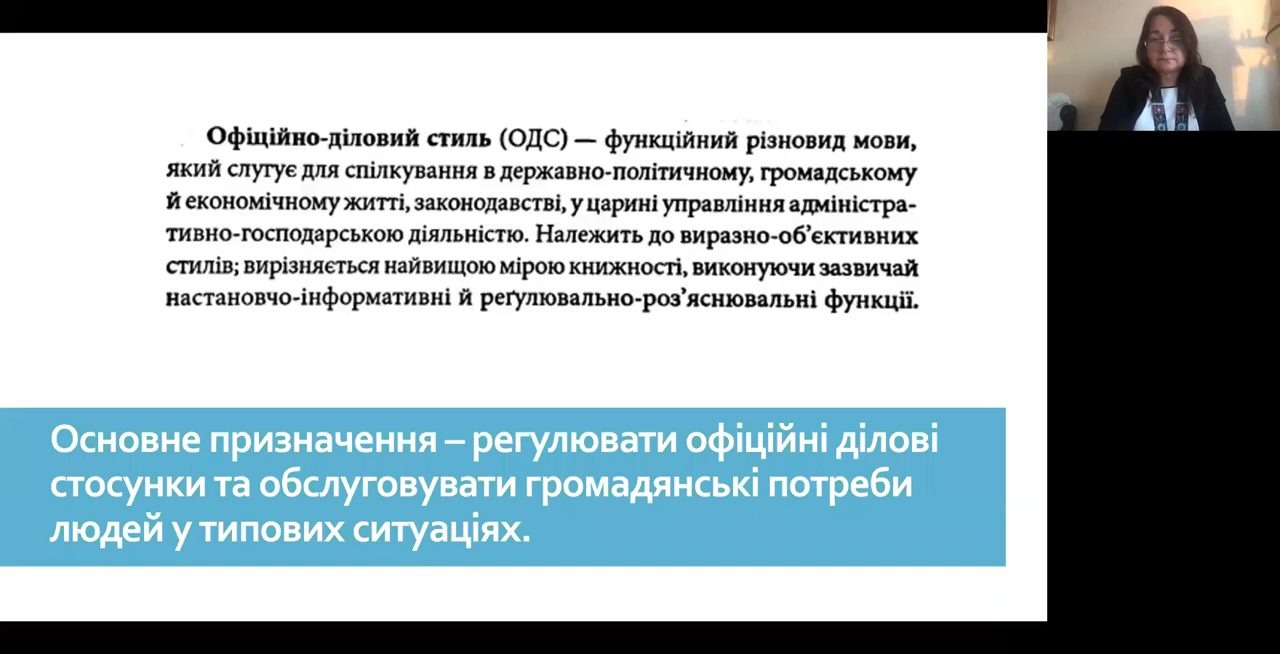 Офіційно-діловий стиль (ОДС) — функційний різновид мови,
який слугує для спілкування в державно-політичному, громадському
й економічному житті, законодавстві, у царині управління адміністра-
тивно-господарською діяльністю. Належить до виразно-об’єктивних
стилів; вирізняється найвищою мірою книжності, виконуючи зазвичай
настановчо-інформативні й реґулювально-роз’яснювальні функції.
Основне призначення – регулювати офіційні ділові
стосунки та обслуговувати громадянські потреби
людей у типових ситуаціях.